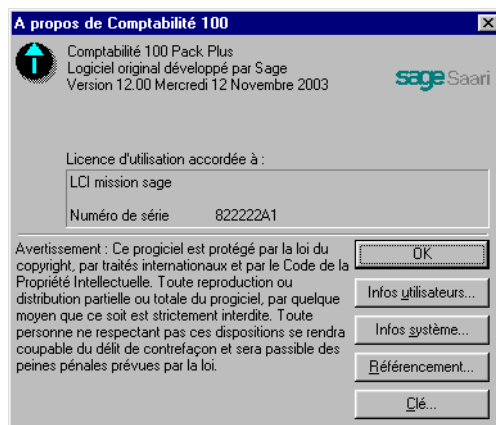 A propos de Comptabilité 100
Comptabilité 100 Pack Plus
Logiciel original développé par Sage
Version 12.00 Mercredi 12 Novembre 2003
sage Saari
Licence d'utilisation accordée à :
LCI mission sage
Numéro de série 822222A1
Avertissement : Ce progiciel est protégé par la loi du
copyright, par traités internationaux et par le Code de la
Propriété Intellectuelle. Toute reproduction ou
distribution partielle ou totale du progiciel, par quelque
moyen que ce soit est strictement interdite. Toute
personne ne respectant pas ces dispositions se rendra
coupable du délit de contrefaçon et sera passible des
peines pénales prévues par la loi.
OK
Infos utilisateurs...
Infos système...
Référencement...
Clé...